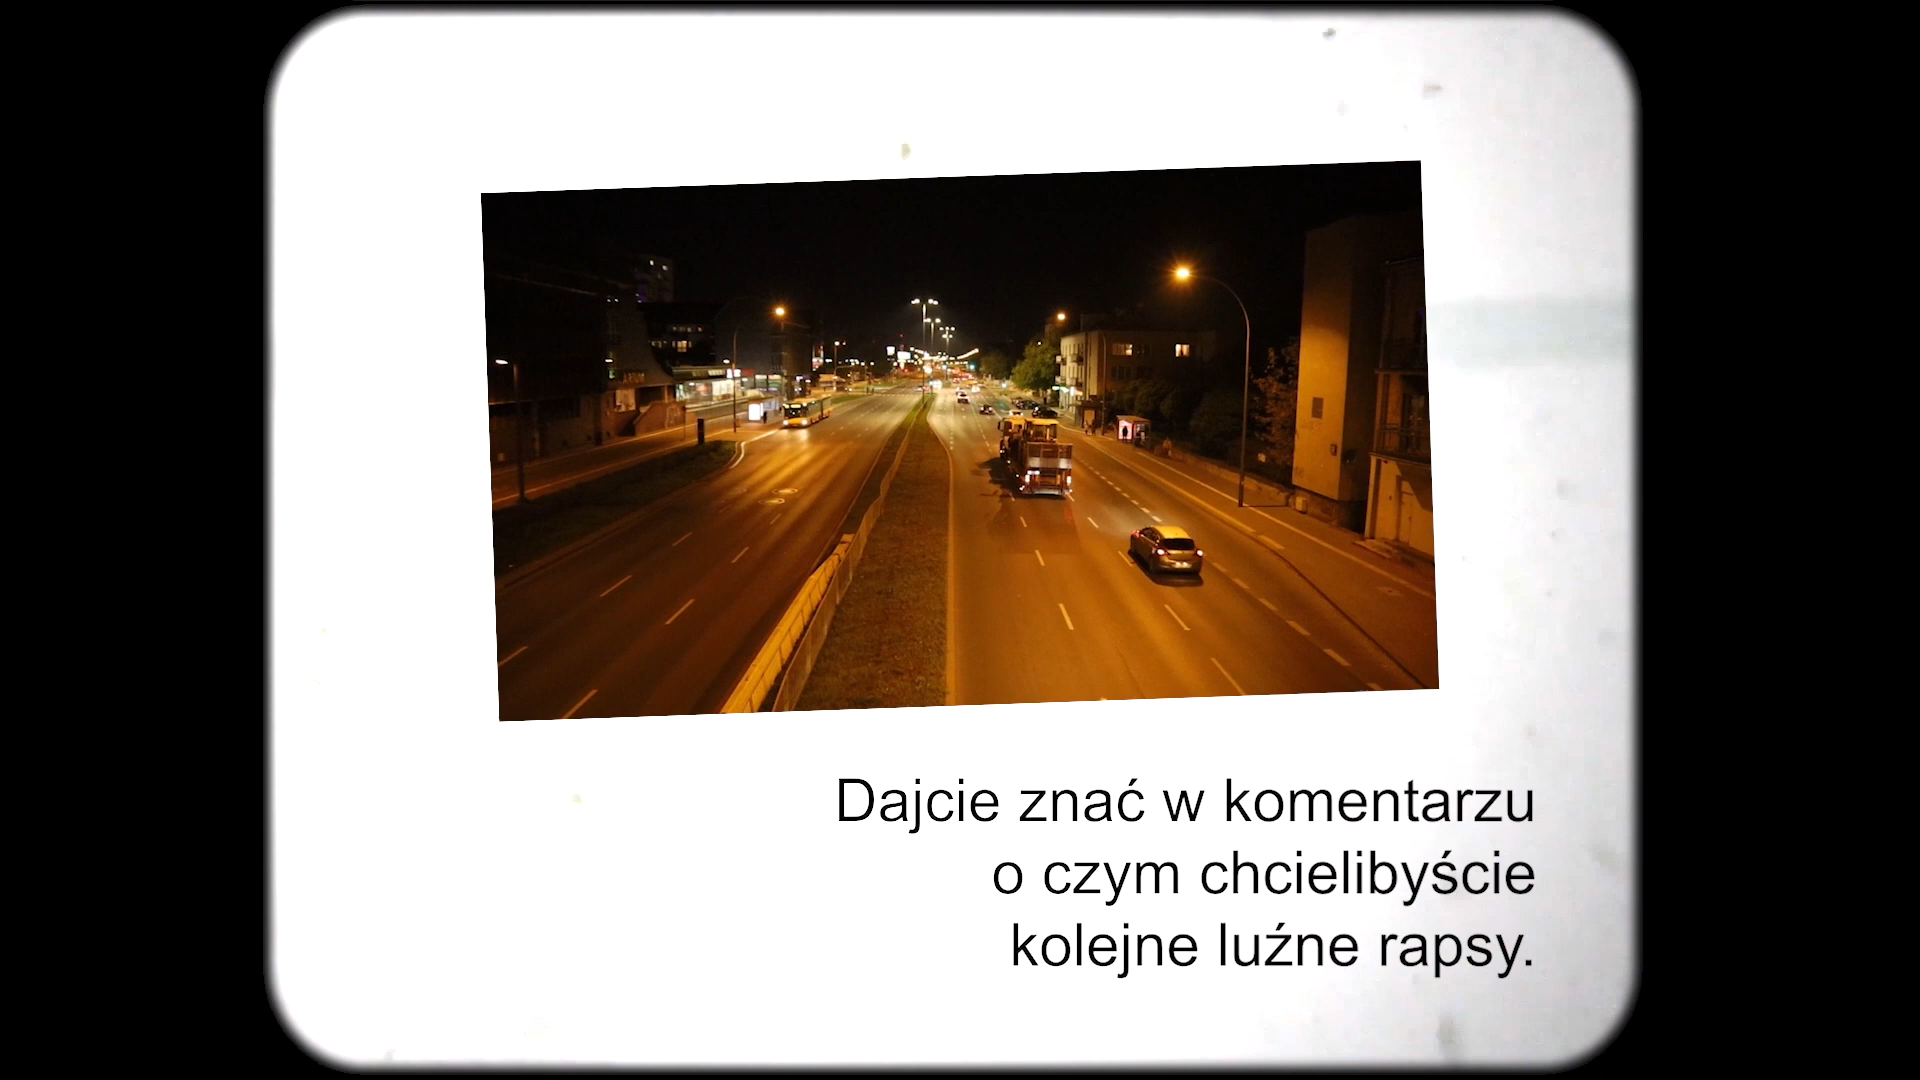 Dajcie znać w komentarzu
o czym chcielibyście
kolejne luźne rapsy.